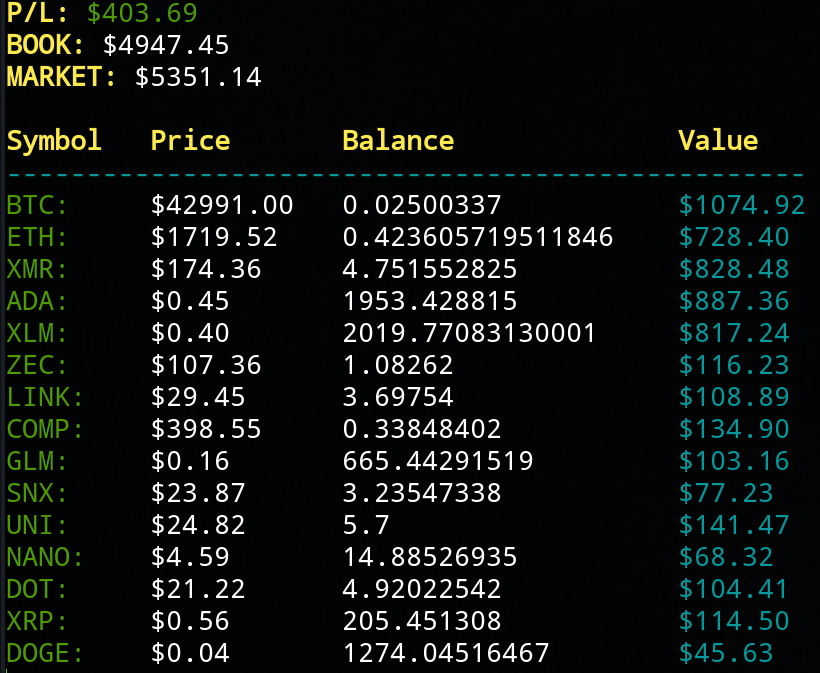 P/L: $403.69
BOOK: $4947.45
MARKET: $5351.14
Symbol Price Balance Value
--------------------------------------------------
BTC: $42991.00 0.02500337 $1074.92
ETH: $1719.52 0.423605719511846 $728.40
XMR: $174.36 4.751552825 $828.48
ADA: $0.45 1953.428815 $887.36
XLM: $0.40 2019.77083130001 $817.24
ZEC: $107.36 1.08262 $116.23
LINK: $29.45 3.69754 $108.89
COMP: $398.55 0.33848402 $134.90
GLM: $0.16 665.44291519 $103.16
SNX: $23.87 3.23547338 $77.23
UNI: $24.82 5.7 $141.47
NANO: $4.59 14.88526935 $68.32
DOT: $21.22 4.92022542 $104.41
XRP: $0.56 205.451308 $114.50
DOGE: $0.04 1274.04516467 $45.63